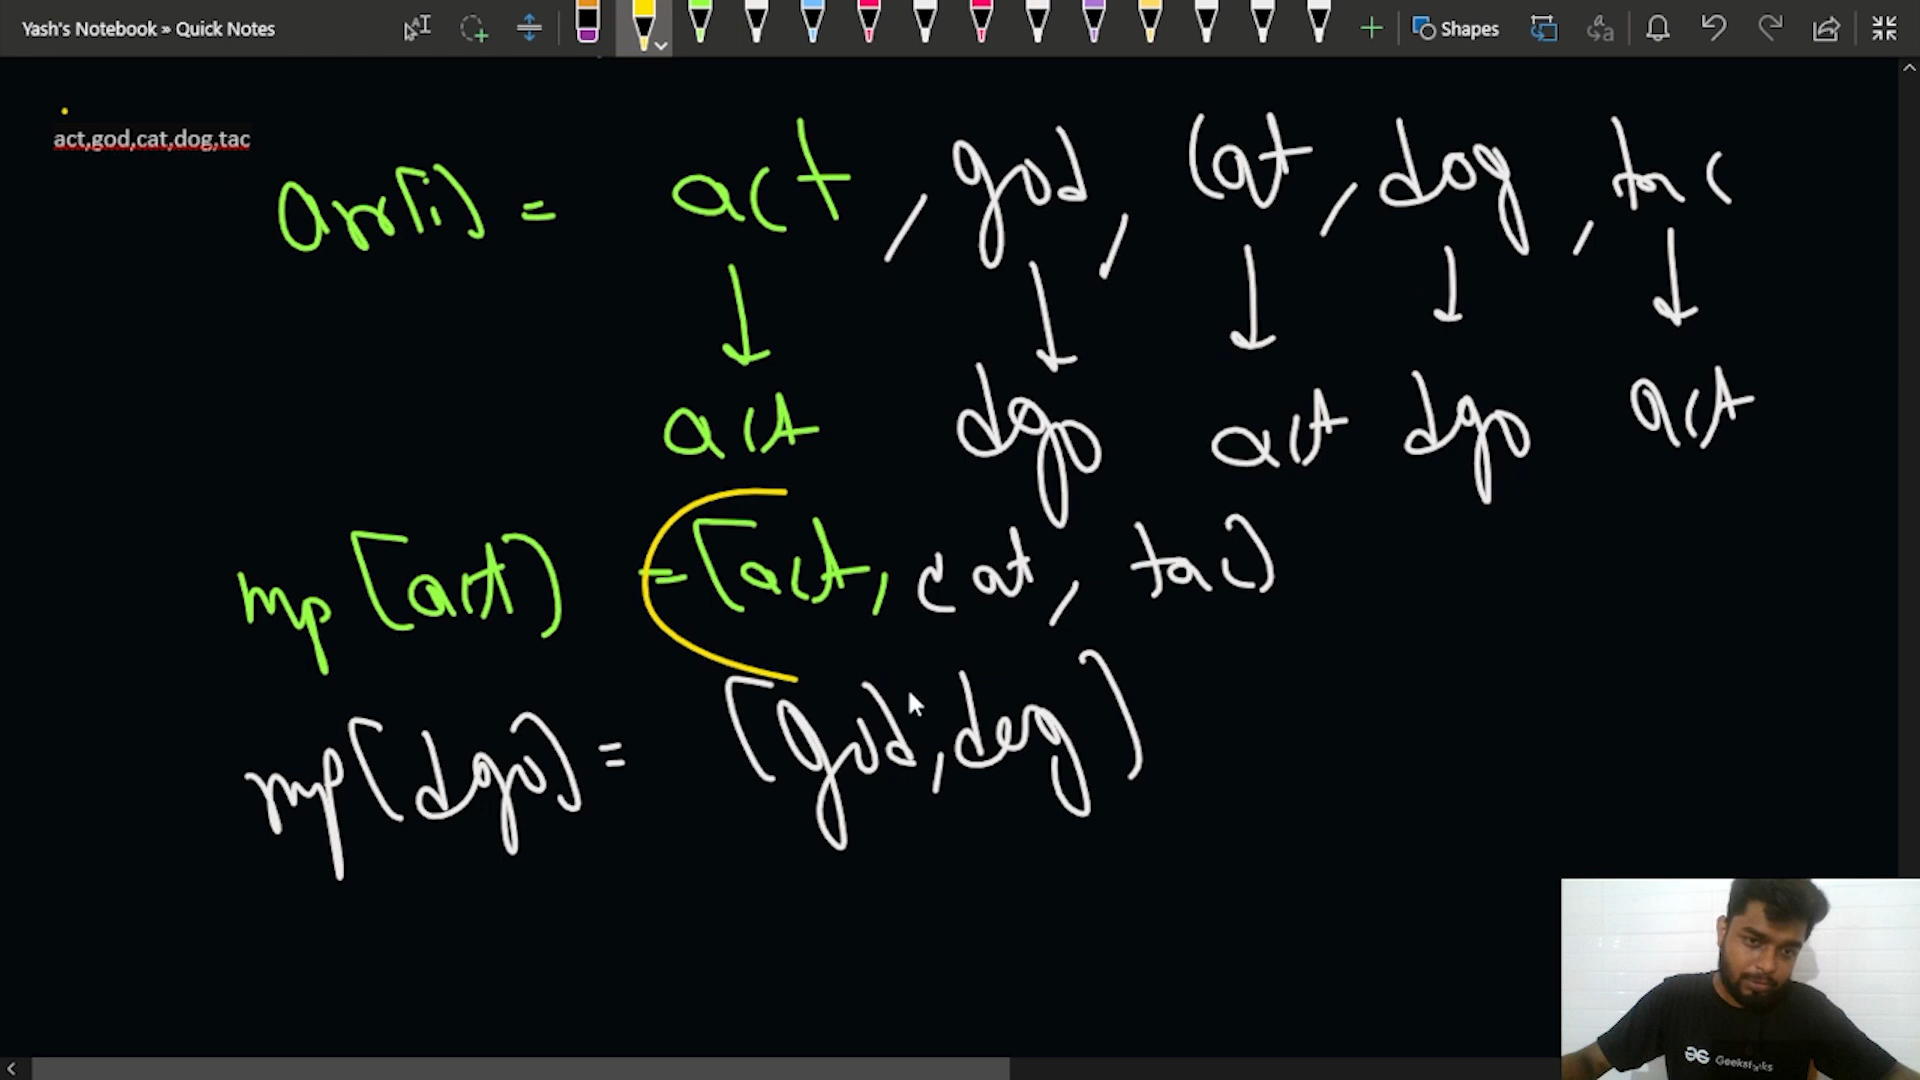 Yash's Notebook » Quick Notes
Shapes
act,god,cat,dog,tac
arr[i] = act, god, cat, dog, tac
act dgo act dgo act
mp[act] = [act, cat, tac]
mp[dgo] = [god, dog]
GeeksforGeeks